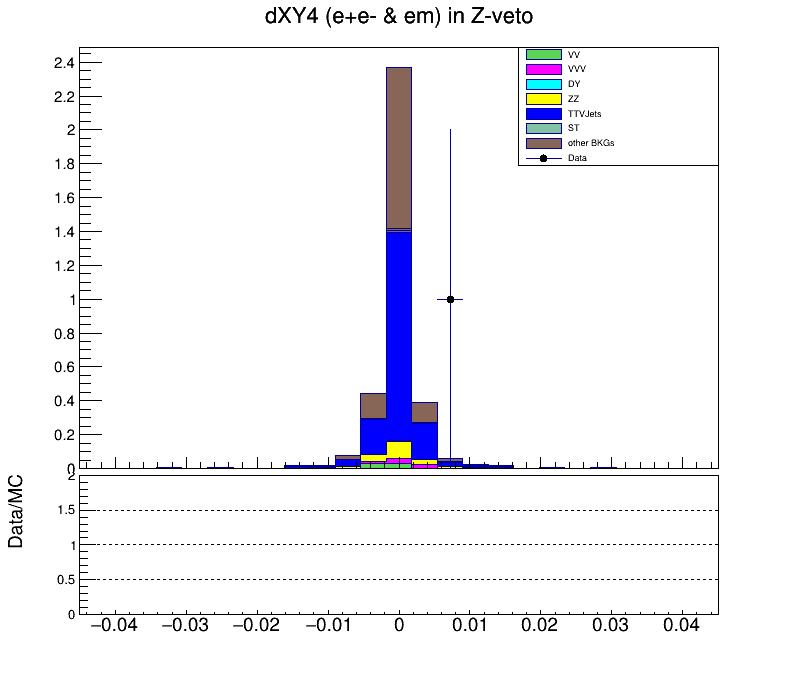 dXY4 (e+e- & em) in Z-veto
VV
VVV
DY
ZZ
TTVJets
ST
other BKGs
Data
2.4
2.2
2
1.8
1.6
1.4
1.2
1
0.8
0.6
0.4
0.2
0
2
1.5
1
0.5
0
Data/MC
−0.04 −0.03 −0.02 −0.01 0 0.01 0.02 0.03 0.04